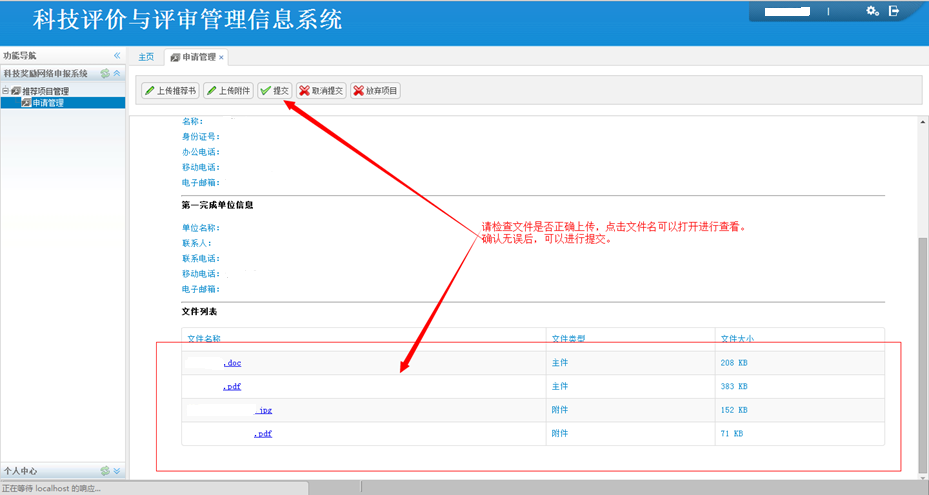 科技评价与评审管理信息系统
功能导航
主页
申请管理
科技奖励网络申报系统
推荐项目管理
申请管理
上传推荐书
上传附件
提交
取消提交
放弃项目
名称：
身份证号：
办公电话：
移动电话：
电子邮箱：
第一完成单位信息
单位名称：
联系人：
联系电话：
移动电话：
电子邮箱：
请检查文件是否正确上传，点击文件名可以打开进行查看。
确认无误后，可以进行提交。
文件列表
文件名称 文件类型 文件大小
.doc 主件 208 KB
.pdf 主件 383 KB
.jpg 附件 152 KB
.pdf 附件 71 KB
个人中心
正在等待 localhost 的响应...